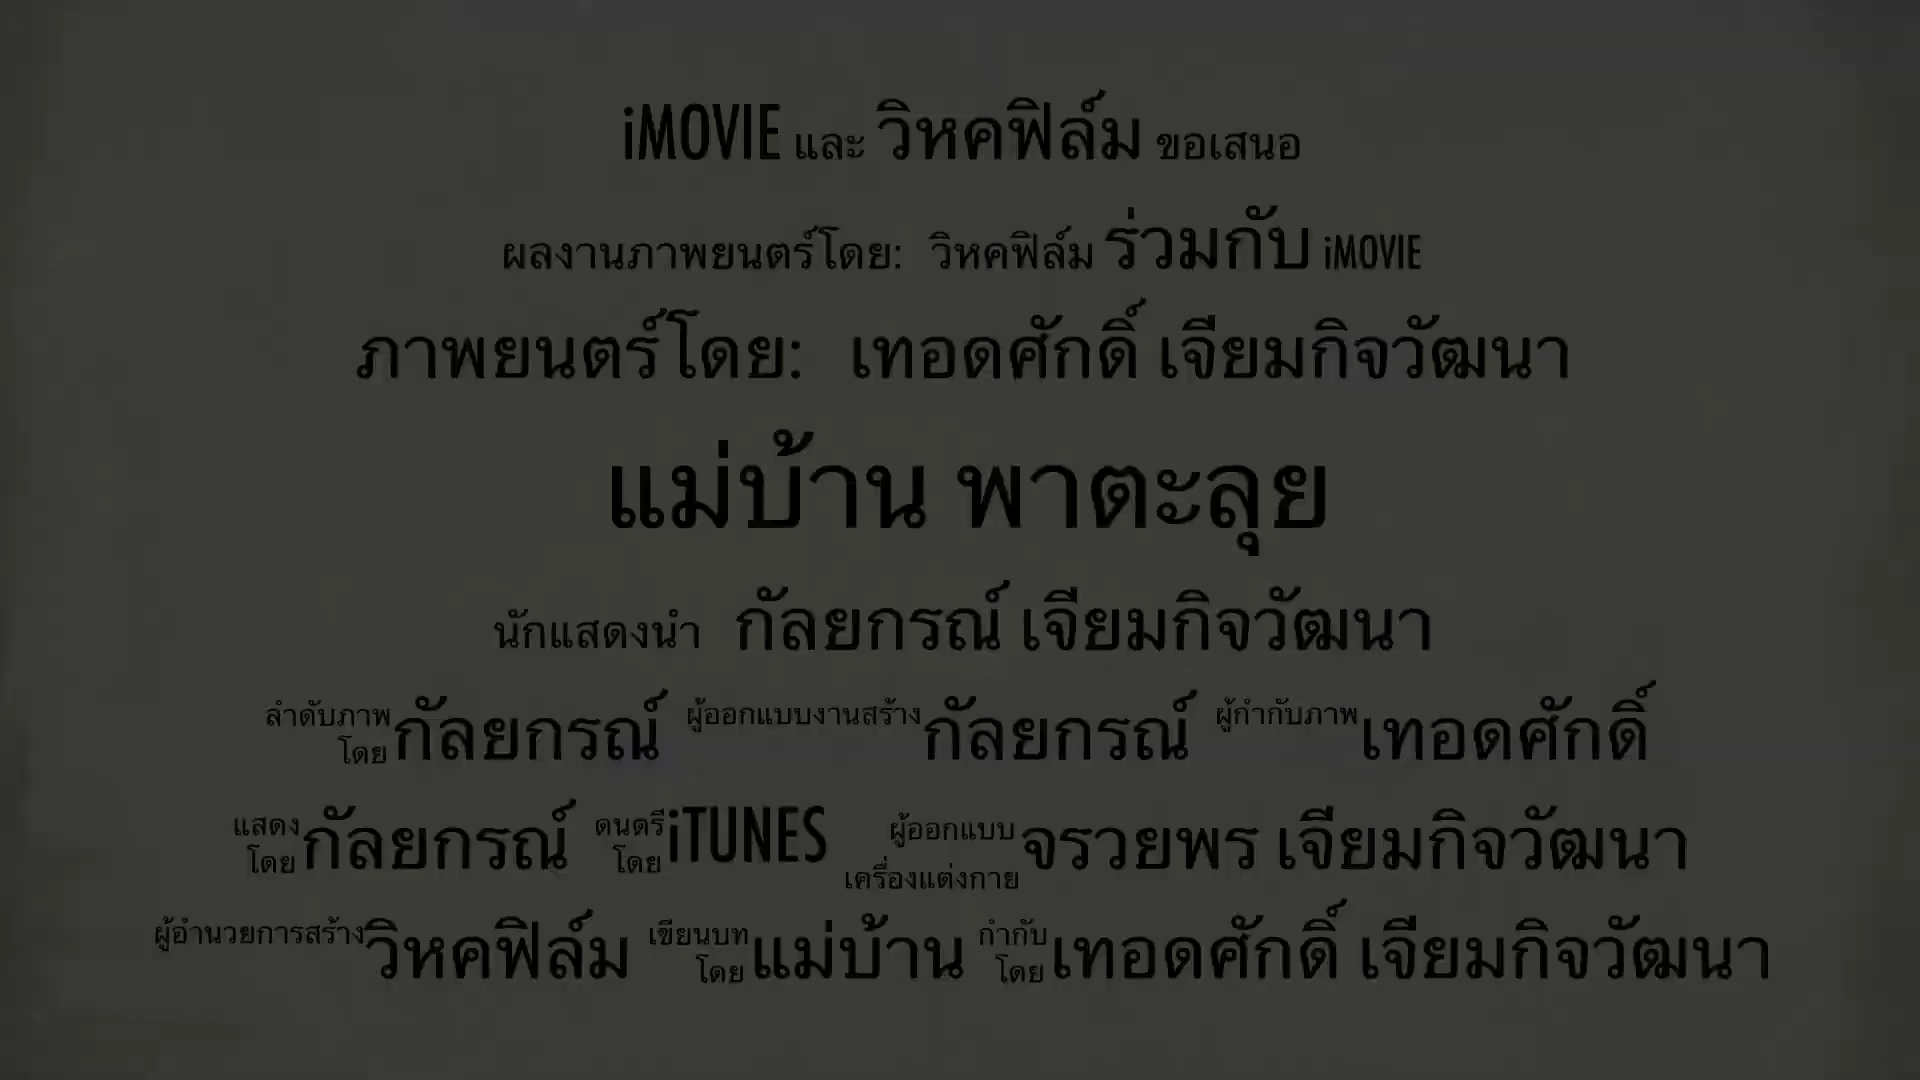 iMOVIE และ วิหคฟิล์ม ขอเสนอ
ผลงานภาพยนตร์โดย: วิหคฟิล์ม ร่วมกับ iMOVIE
ภาพยนตร์โดย: เทอดศักดิ์ เจียมกิจวัฒนา
แม่บ้าน พาตะลุย
นักแสดงนำ กัลยกรณ์ เจียมกิจวัฒนา
ลำดับภาพโดย กัลยกรณ์ ผู้ออกแบบงานสร้าง กัลยกรณ์ ผู้กำกับภาพ เทอดศักดิ์
แสดงโดย กัลยกรณ์ ดนตรีโดย iTUNES ผู้ออกแบบเครื่องแต่งกาย จรวยพร เจียมกิจวัฒนา
ผู้อำนวยการสร้าง วิหคฟิล์ม เขียนบทโดย แม่บ้าน กำกับโดย เทอดศักดิ์ เจียมกิจวัฒนา